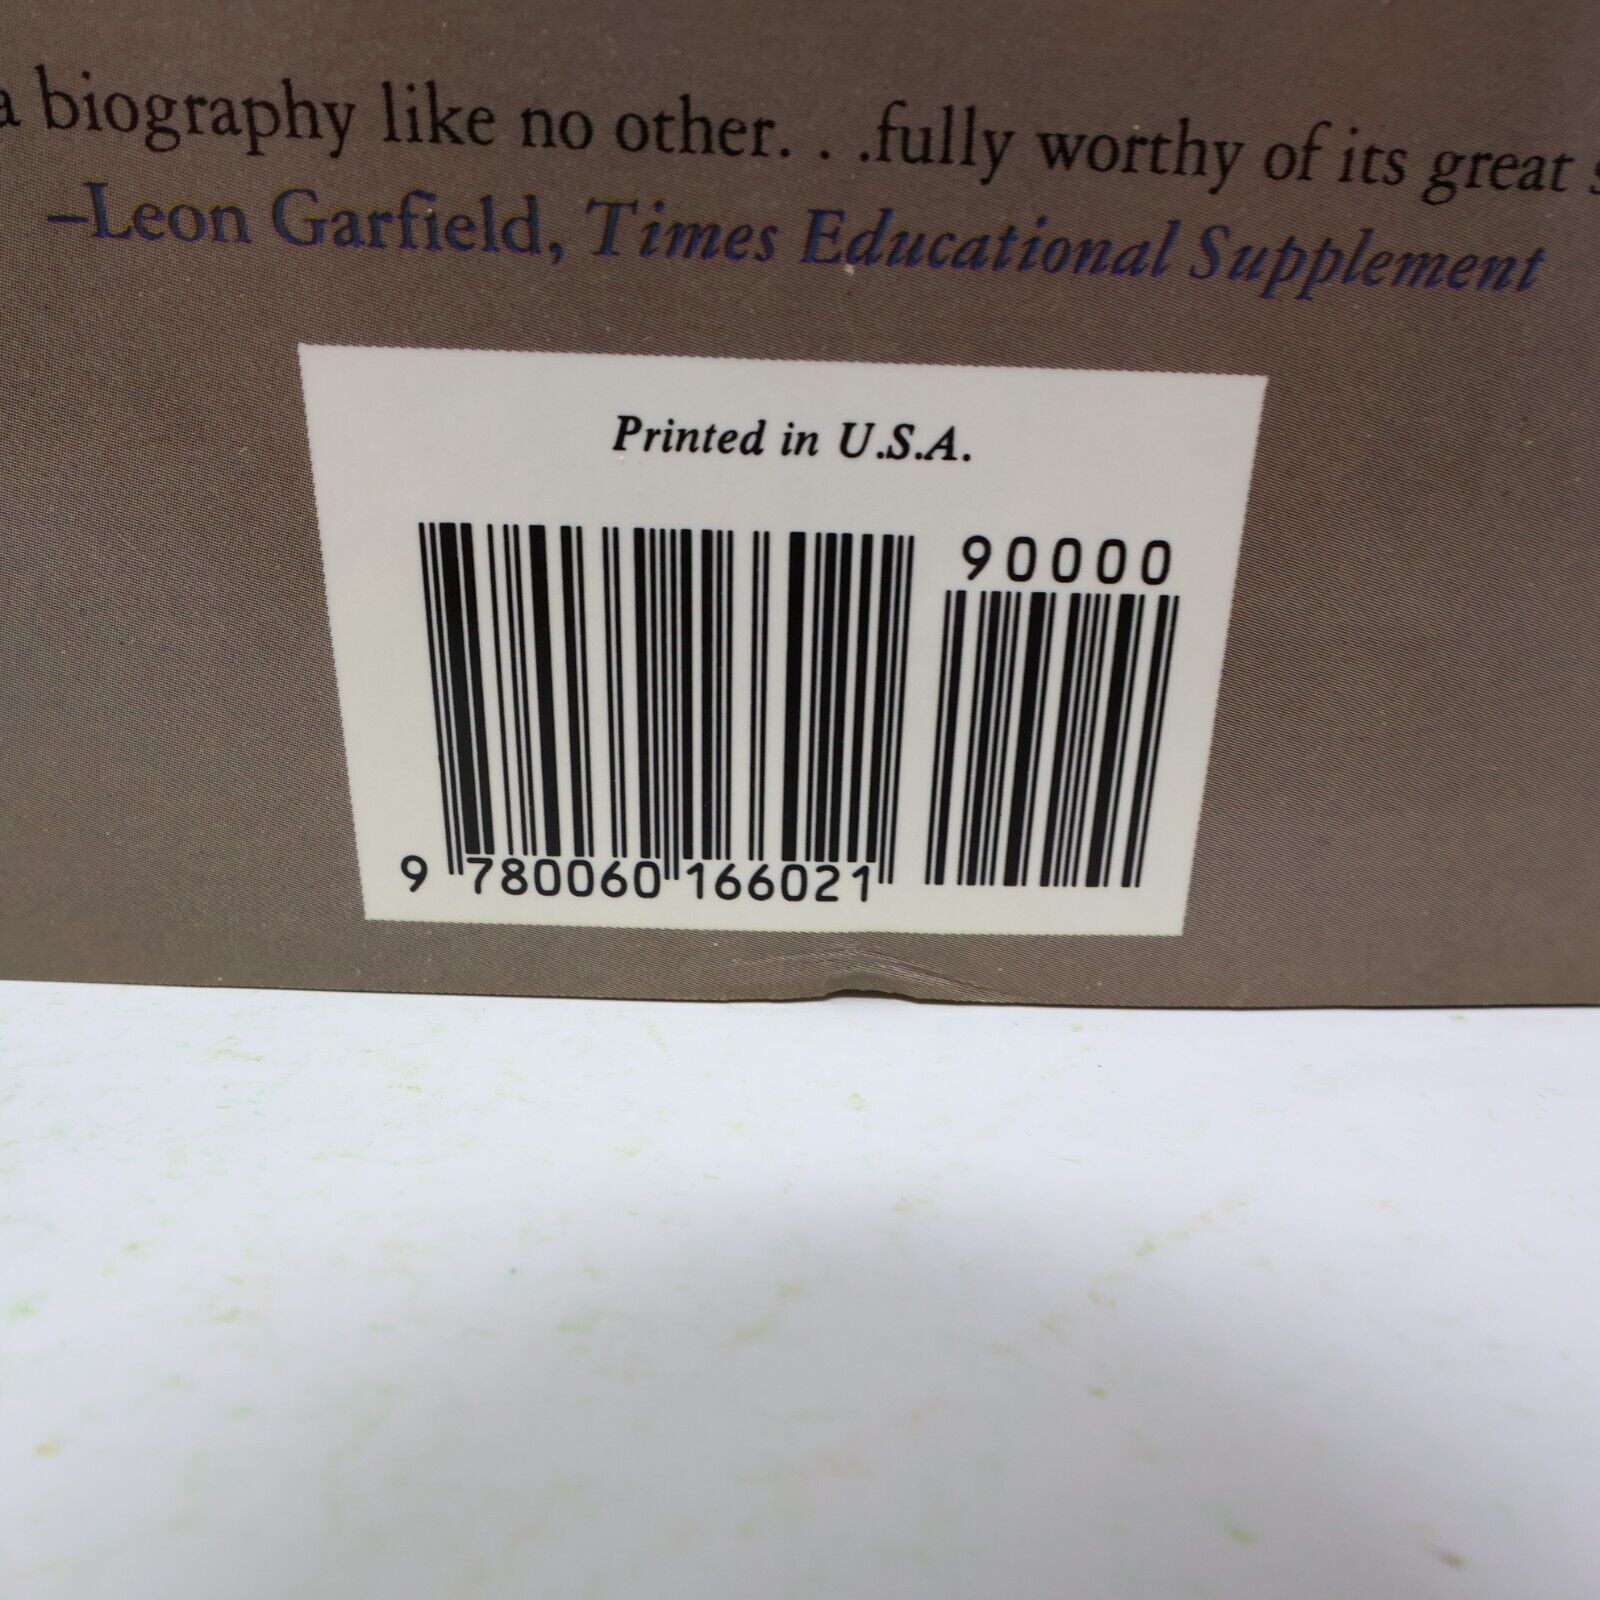 a biography like no other. . .fully worthy of its great
–Leon Garfield, Times Educational Supplement
Printed in U.S.A.
90000
9 780060 166021